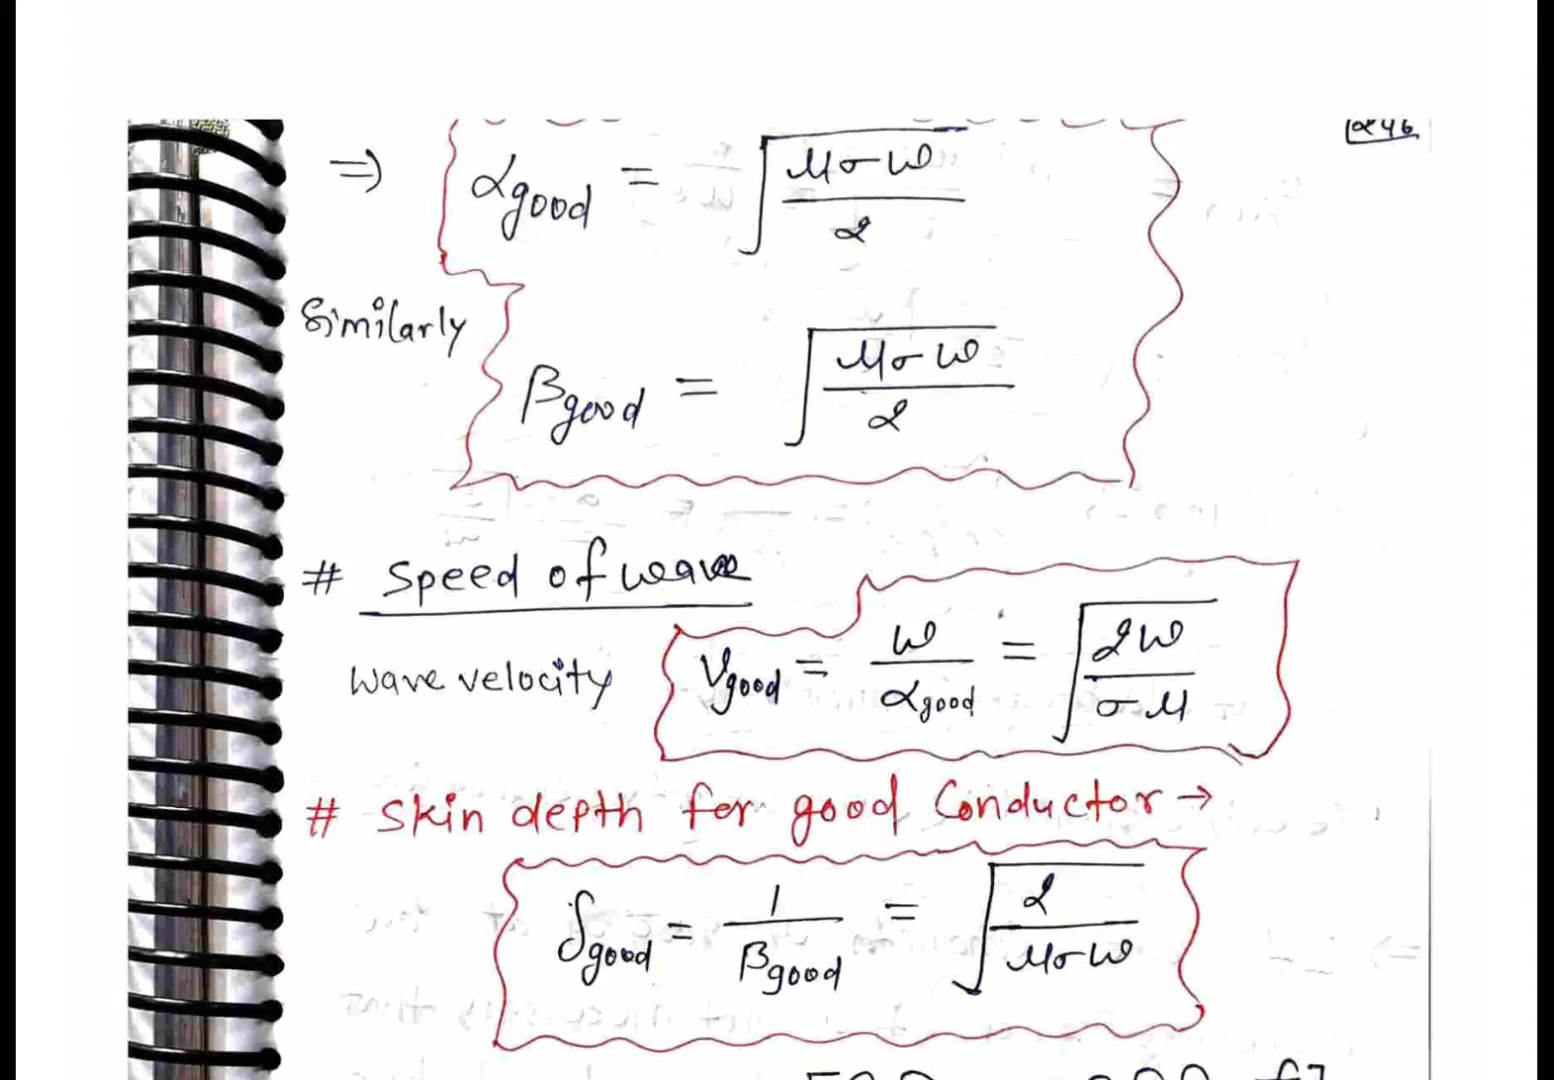 ⇒ α_good = √(μσω/2)
Similarly
β_good = √(μσω/2)
# Speed of wave
wave velocity V_good = ω/α_good = √(2ω/σμ)
# Skin depth for good Conductor →
δ_good = 1/β_good = √(2/μσω)